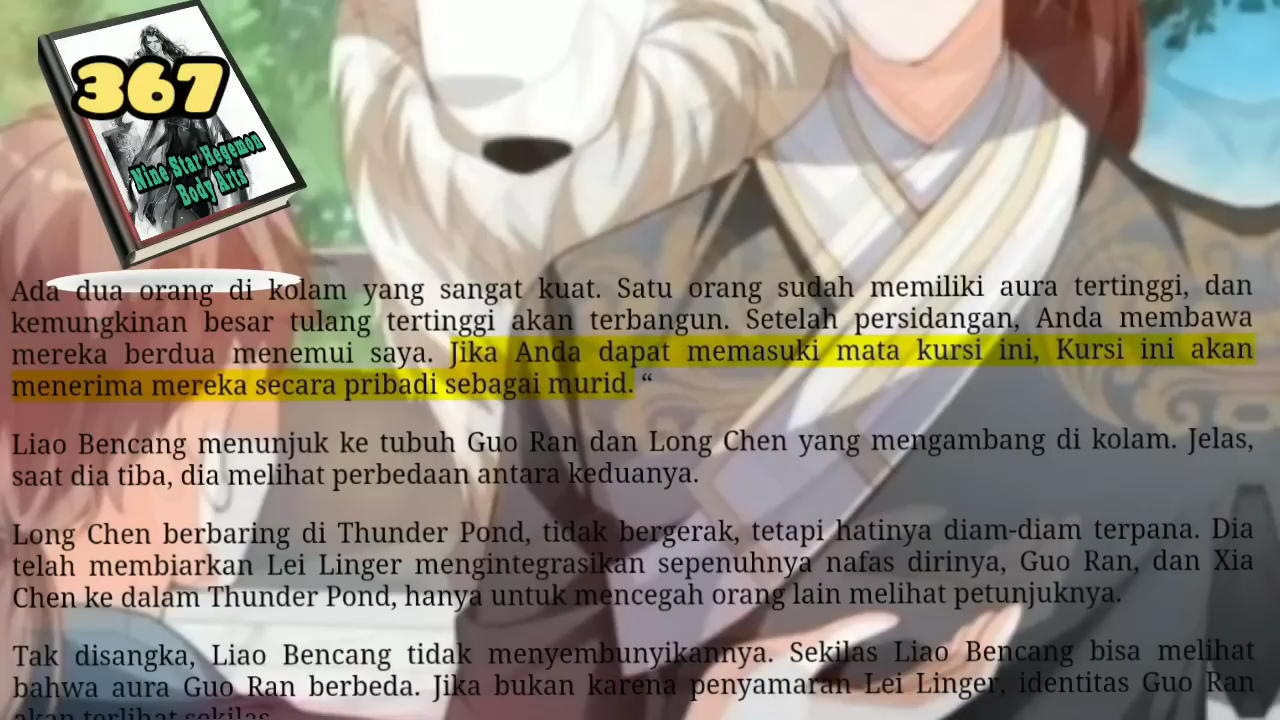 367
Nine Star Hegemon
Body Arts
Ada dua orang di kolam yang sangat kuat. Satu orang sudah memiliki aura tertinggi, dan
kemungkinan besar tulang tertinggi akan terbangun. Setelah persidangan, Anda membawa
mereka berdua menemui saya. Jika Anda dapat memasuki mata kursi ini, Kursi ini akan
menerima mereka secara pribadi sebagai murid. “
Liao Bencang menunjuk ke tubuh Guo Ran dan Long Chen yang mengambang di kolam. Jelas,
saat dia tiba, dia melihat perbedaan antara keduanya.
Long Chen berbaring di Thunder Pond, tidak bergerak, tetapi hatinya diam-diam terpana. Dia
telah membiarkan Lei Linger mengintegrasikan sepenuhnya nafas dirinya, Guo Ran, dan Xia
Chen ke dalam Thunder Pond, hanya untuk mencegah orang lain melihat petunjuknya.
Tak disangka, Liao Bencang tidak menyembunyikannya. Sekilas Liao Bencang bisa melihat
bahwa aura Guo Ran berbeda. Jika bukan karena penyamaran Lei Linger, identitas Guo Ran
akan terlihat sekilas.